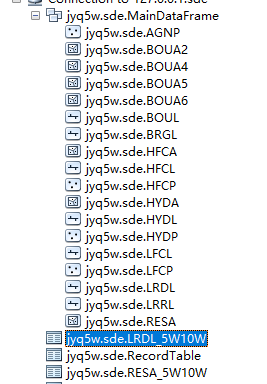 jyq5w.sde.MainDataFrame
jyq5w.sde.AGNP
jyq5w.sde.BOUA2
jyq5w.sde.BOUA4
jyq5w.sde.BOUA5
jyq5w.sde.BOUA6
jyq5w.sde.BOUL
jyq5w.sde.BRGL
jyq5w.sde.HFCA
jyq5w.sde.HFCL
jyq5w.sde.HFCP
jyq5w.sde.HYDA
jyq5w.sde.HYDL
jyq5w.sde.HYDP
jyq5w.sde.LFCL
jyq5w.sde.LFCP
jyq5w.sde.LRDL
jyq5w.sde.LRRL
jyq5w.sde.RESA
jyq5w.sde.LRDL_5W10W
jyq5w.sde.RecordTable
jyq5w.sde.RESA_5W10W